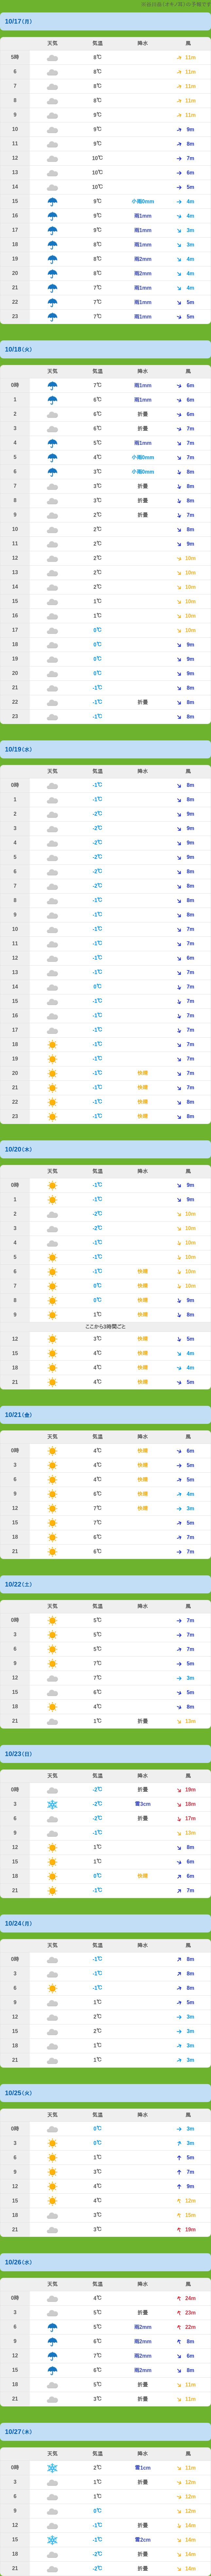 10/17(月)
天気 気温 降水 風
5時 8℃ 11m
6 8℃ 11m
7 8℃ 11m
8 8℃ 11m
9 9℃ 11m
10 9℃ 9m
11 9℃ 8m
12 10℃ 7m
13 10℃ 6m
14 10℃ 5m
15 9℃ 小雨0mm 4m
16 9℃ 雨1mm 4m
17 9℃ 雨1mm 3m
18 8℃ 雨1mm 3m
19 8℃ 雨2mm 4m
20 8℃ 雨2mm 4m
21 7℃ 雨1mm 4m
22 7℃ 雨1mm 5m
23 7℃ 雨1mm 5m
10/18(火)
天気 気温 降水 風
0時 7℃ 雨1mm 6m
1 6℃ 雨1mm 6m
2 6℃ 折畳 6m
3 6℃ 折畳 7m
4 5℃ 雨1mm 7m
5 4℃ 小雨0mm 7m
6 3℃ 小雨0mm 8m
7 3℃ 折畳 8m
8 3℃ 折畳 8m
9 2℃ 折畳 7m
10 2℃ 8m
11 2℃ 9m
12 2℃ 10m
13 2℃ 10m
14 2℃ 10m
15 1℃ 10m
16 1℃ 10m
17 0℃ 10m
18 0℃ 9m
19 0℃ 9m
20 0℃ 9m
21 -1℃ 8m
22 -1℃ 折畳 8m
23 -1℃ 8m
10/19(水)
天気 気温 降水 風
0時 -1℃ 8m
1 -1℃ 8m
2 -2℃ 9m
3 -2℃ 9m
4 -2℃ 9m
5 -2℃ 9m
6 -2℃ 8m
7 -2℃ 8m
8 -1℃ 8m
9 -1℃ 8m
10 -1℃ 7m
11 -1℃ 7m
12 -1℃ 6m
13 -1℃ 7m
14 0℃ 7m
15 -1℃ 7m
16 -1℃ 7m
17 -1℃ 7m
18 -1℃ 7m
19 -1℃ 7m
20 -1℃ 快晴 7m
21 -1℃ 快晴 7m
22 -1℃ 快晴 8m
23 -1℃ 快晴 8m
10/20(木)
天気 気温 降水 風
0時 -1℃ 9m
1 -1℃ 9m
2 -2℃ 10m
3 -2℃ 10m
4 -1℃ 10m
5 -1℃ 10m
6 -1℃ 快晴 10m
7 0℃ 快晴 10m
8 0℃ 快晴 9m
9 1℃ 快晴 8m
ここから3時間ごと
12 3℃ 快晴 5m
15 4℃ 快晴 4m
18 4℃ 快晴 4m
21 4℃ 快晴 5m
10/21(金)
天気 気温 降水 風
0時 4℃ 快晴 6m
3 4℃ 快晴 5m
6 4℃ 快晴 5m
9 6℃ 快晴 4m
12 7℃ 快晴 3m
15 7℃ 5m
18 6℃ 7m
21 6℃ 7m
10/22(土)
天気 気温 降水 風
0時 5℃ 7m
3 5℃ 7m
6 5℃ 7m
9 7℃ 5m
12 7℃ 3m
15 6℃ 5m
18 4℃ 8m
21 1℃ 折畳 13m
10/23(日)
天気 気温 降水 風
0時 -2℃ 折畳 19m
3 -2℃ 雪3cm 18m
6 -2℃ 折畳 17m
9 -1℃ 13m
12 1℃ 8m
15 1℃ 6m
18 0℃ 快晴 6m
21 -1℃ 7m
10/24(月)
天気 気温 降水 風
0時 -1℃ 8m
3 -1℃ 8m
6 -1℃ 8m
9 1℃ 5m
12 2℃ 3m
15 2℃ 3m
18 1℃ 3m
21 1℃ 3m
10/25(火)
天気 気温 降水 風
0時 0℃ 3m
3 0℃ 3m
6 1℃ 5m
9 3℃ 7m
12 4℃ 9m
15 4℃ 12m
18 3℃ 15m
21 3℃ 19m
10/26(水)
天気 気温 降水 風
0時 4℃ 24m
3 5℃ 折畳 23m
6 5℃ 雨2mm 22m
9 6℃ 雨2mm 8m
12 7℃ 雨2mm 6m
15 6℃ 雨2mm 8m
18 5℃ 折畳 11m
21 3℃ 折畳 11m
10/27(木)
天気 気温 降水 風
0時 2℃ 雪1cm 11m
3 1℃ 折畳 12m
6 1℃ 12m
9 0℃ 12m
12 -1℃ 折畳 14m
15 -1℃ 雪2cm 14m
18 -2℃ 折畳 14m
21 -2℃ 折畳 14m